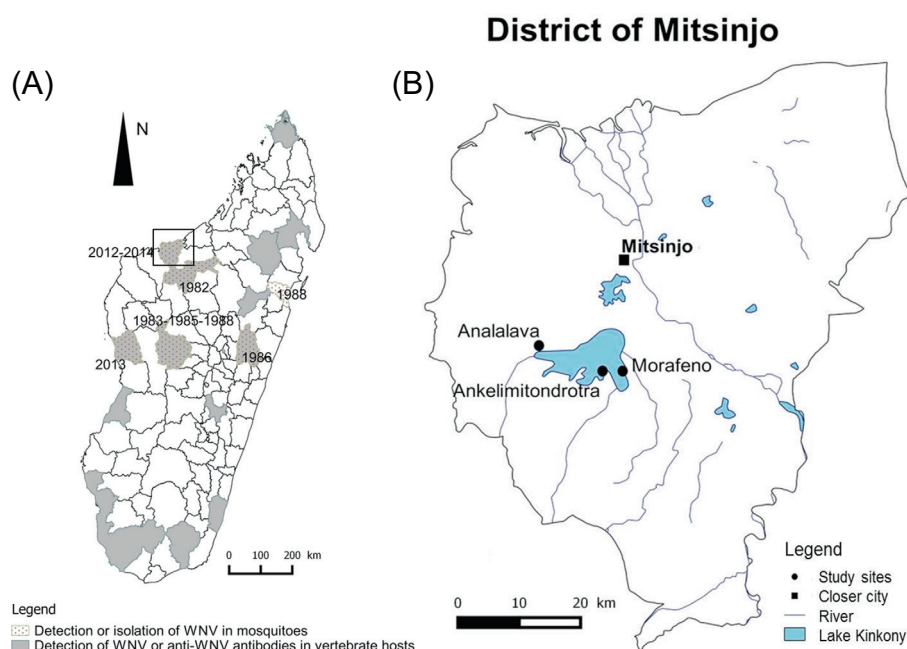 District of Mitsinjo
(A)
N
2012-2014
1982
1988
1983-1985-1988
1986
2013
0 100 200 km
Legend
Detection or isolation of WNV in mosquitoes
Detection of WNV or anti-WNV antibodies in vertebrate hosts
(B)
Mitsinjo
Analalava
Morafeno
Ankelimitondrotra
0 10 20 km
Legend
Study sites
Closer city
River
Lake Kinkony